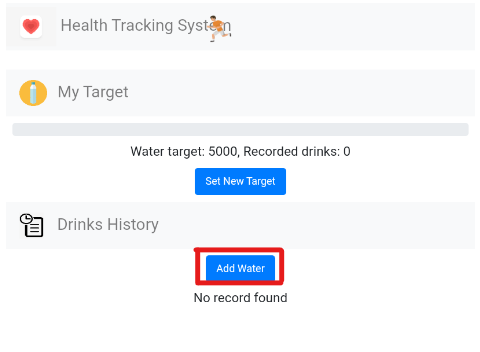 Health Tracking System
My Target
Water target: 5000, Recorded drinks: 0
Set New Target
Drinks History
Add Water
No record found